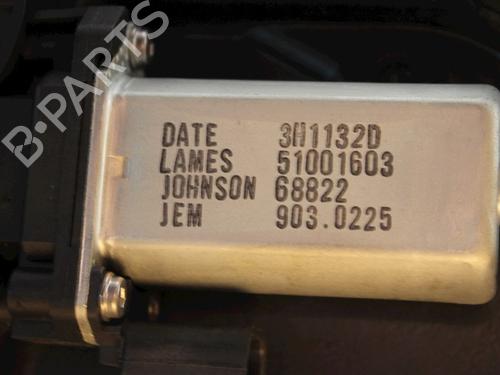 B-PARTS
DATE 3H1132D
LAMES 51001603
JOHNSON 68822
JEM 903.0225